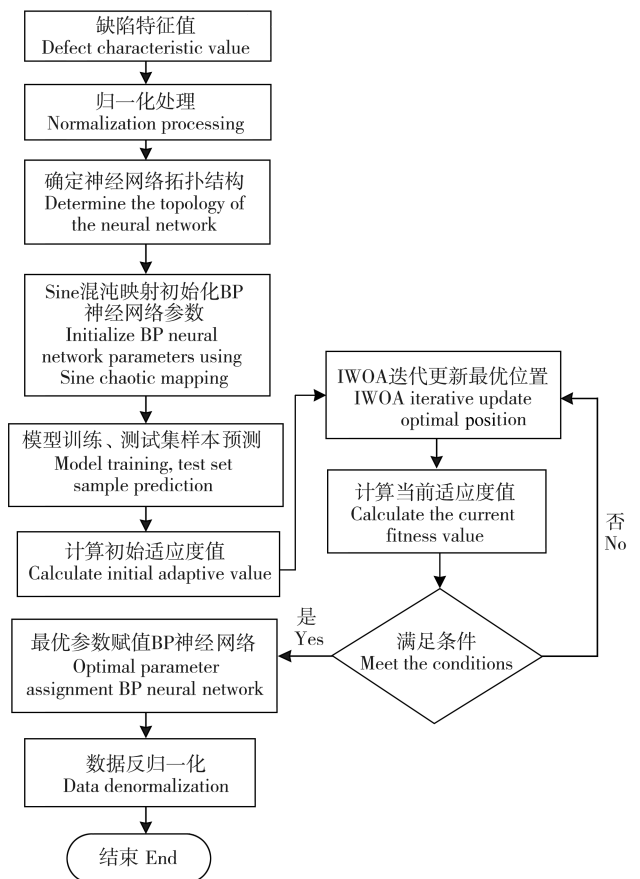 缺陷特征值
Defect characteristic value
归一化处理
Normalization processing
确定神经网络拓扑结构
Determine the topology of
the neural network
Sine混沌映射初始化BP
神经网络参数
Initialize BP neural
network parameters using
Sine chaotic mapping
模型训练、测试集样本预测
Model training, test set
sample prediction
计算初始适应度值
Calculate initial adaptive value
IWOA迭代更新最优位置
IWOA iterative update
optimal position
计算当前适应度值
Calculate the current
fitness value
满足条件
Meet the conditions
否
No
是
Yes
最优参数赋值BP神经网络
Optimal parameter
assignment BP neural network
数据反归一化
Data denormalization
结束 End